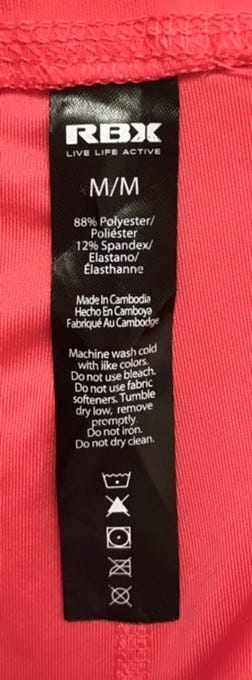 RBX
LIVE LIFE ACTIVE
M/M
88% Polyester/
Poliéster
12% Spandex/
Elastano/
Élasthanne
Made In Cambodia
Hecho En Camboya
Fabriqué Au Cambodge
Machine wash cold
with like colors.
Do not use bleach.
Do not use fabric
softeners. Tumble
dry low, remove
promptly.
Do not iron.
Do not dry clean.